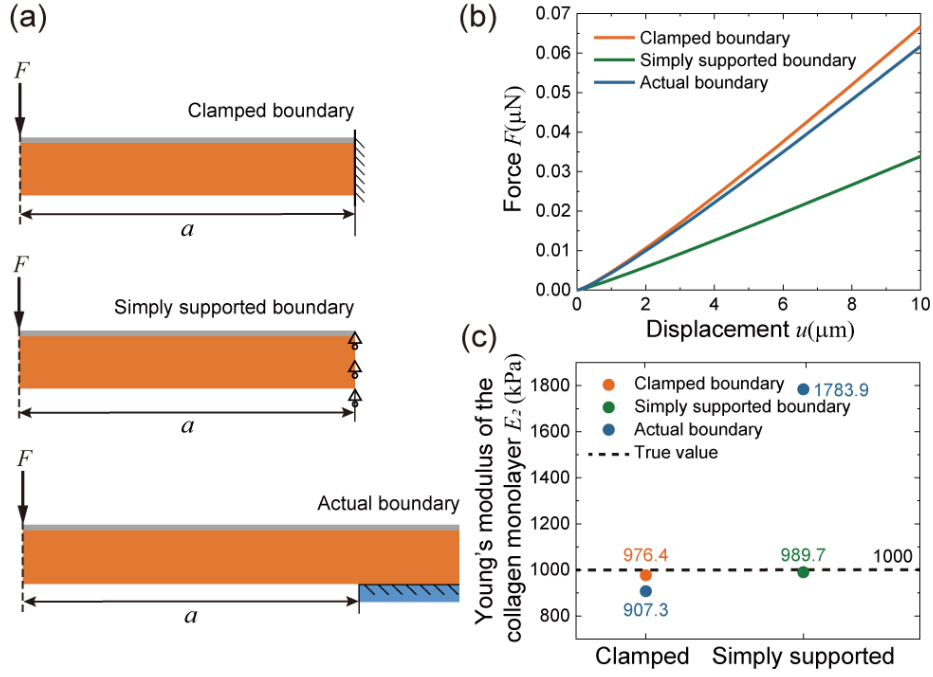 (a)
F
Clamped boundary
a
F
Simply supported boundary
a
F
Actual boundary
a
(b)
Force F(μN)
0.07
0.06
0.05
0.04
0.03
0.02
0.01
0.00
Clamped boundary
Simply supported boundary
Actual boundary
0 2 4 6 8 10
Displacement u(μm)
(c)
Young's modulus of the
collagen monolayer E₂ (kPa)
1800
1600
1400
1200
1000
800
Clamped boundary
Simply supported boundary
Actual boundary
True value
1783.9
976.4
989.7
1000
907.3
Clamped Simply supported